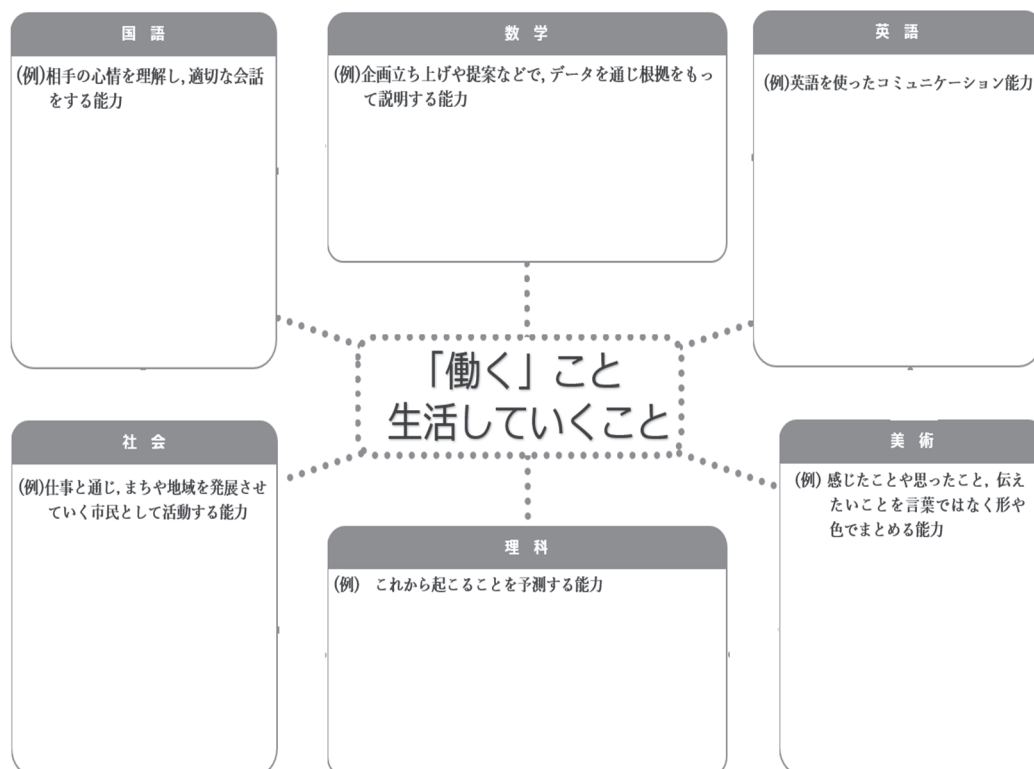 国 語
(例)相手の心情を理解し,適切な会話
をする能力
数 学
(例)企画立ち上げや提案などで,データを通じ根拠をもっ
て説明する能力
英 語
(例)英語を使ったコミュニケーション能力
「働く」こと
生活していくこと
社 会
(例)仕事と通じ,まちや地域を発展させ
ていく市民として活動する能力
理 科
(例) これから起こることを予測する能力
美 術
(例) 感じたことや思ったこと, 伝え
たいことを言葉ではなく形や
色でまとめる能力